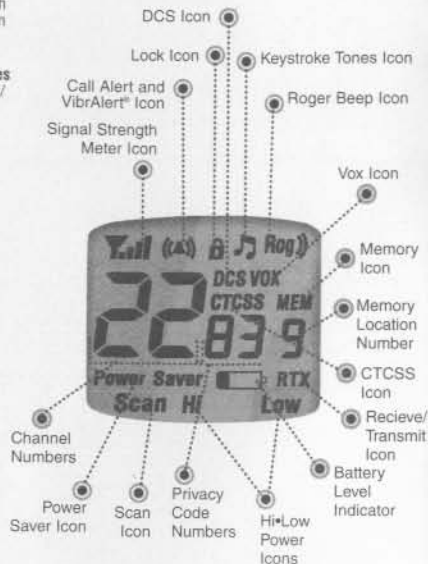 es
/
DCS Icon
Lock Icon
Keystroke Tones Icon
Call Alert and
VibrAlert® Icon
Roger Beep Icon
Signal Strength
Meter Icon
Vox Icon
Rog
DCS VOX
CTCSS MEM
22 83 9
Power Saver RTX
Scan Hi Low
Memory
Icon
Memory
Location
Number
CTCSS
Icon
Recieve/
Transmit
Icon
Battery
Level
Indicator
Channel
Numbers
Power
Saver Icon
Scan
Icon
Privacy
Code
Numbers
Hi•Low
Power
Icons